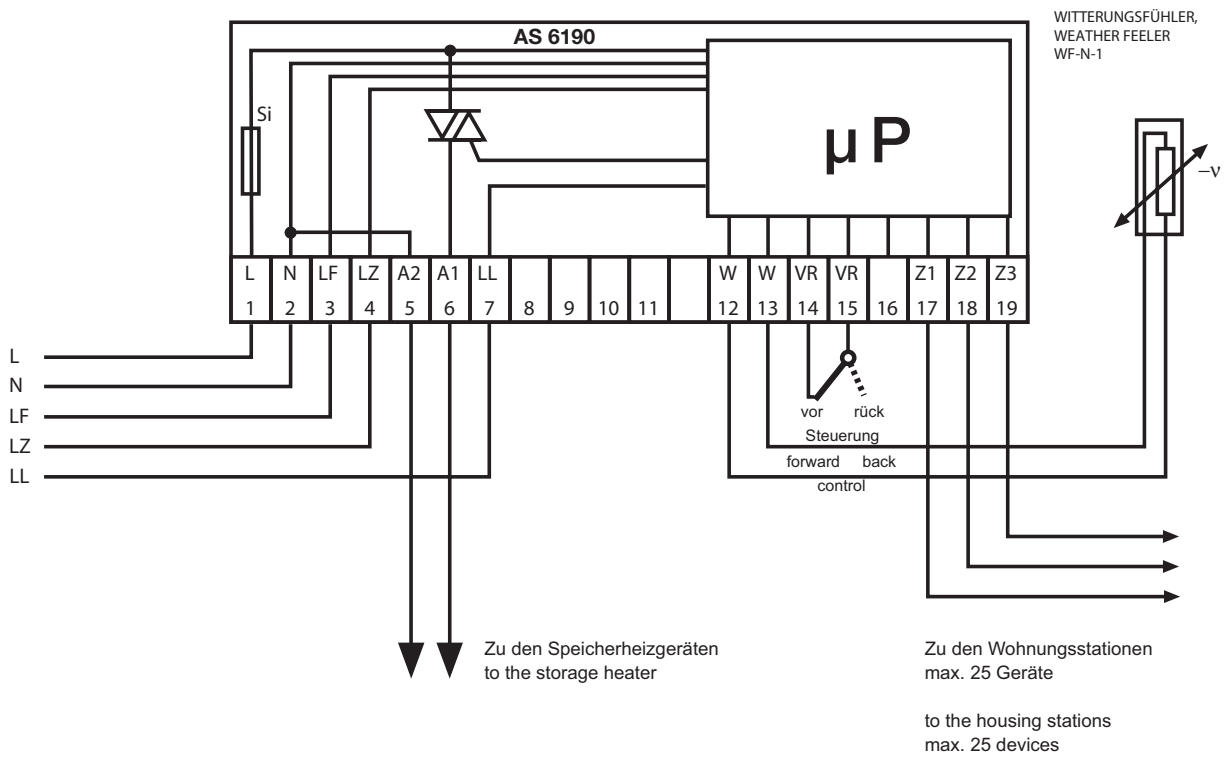 WITTERUNGSFÜHLER,
WEATHER FEELER
WF-N-1
AS 6190
Si
µ P
–ν
L N LF LZ A2 A1 LL W W VR VR Z1 Z2 Z3
1 2 3 4 5 6 7 8 9 10 11 12 13 14 15 16 17 18 19
L
N
LF
LZ
LL
vor rück
Steuerung
forward back
control
Zu den Speicherheizgeräten
to the storage heater
Zu den Wohnungsstationen
max. 25 Geräte
to the housing stations
max. 25 devices